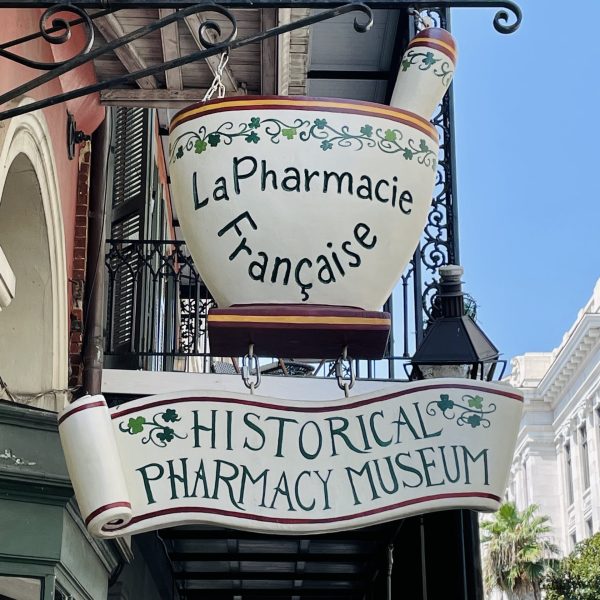 La Pharmacie
Française
HISTORICAL
PHARMACY MUSEUM